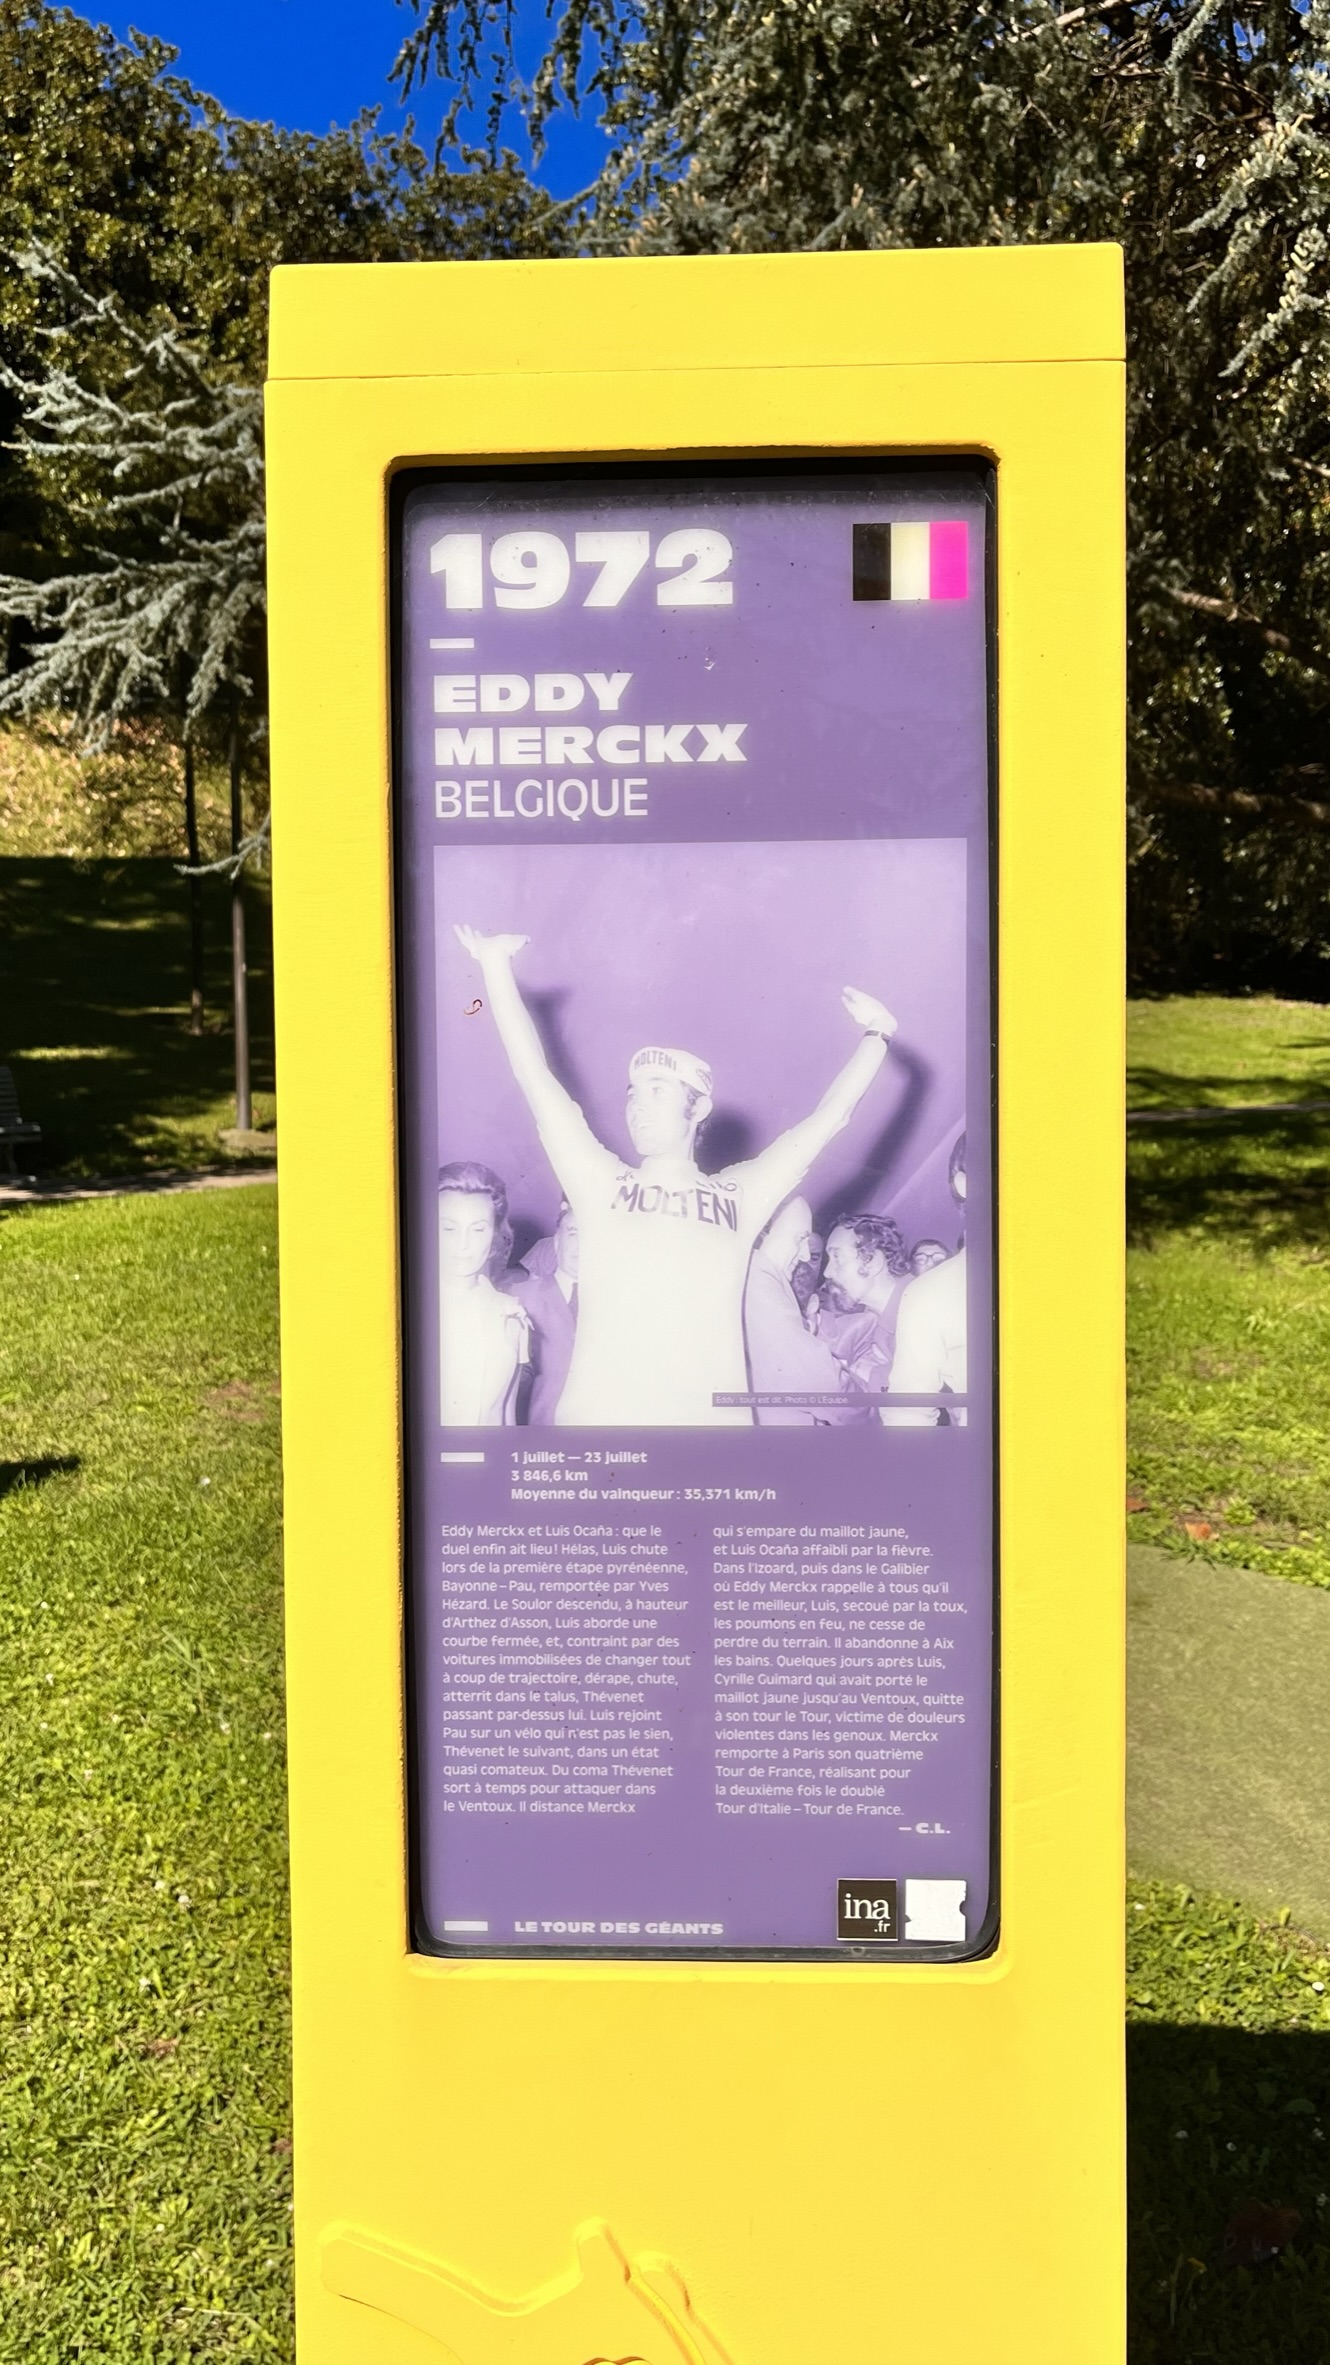 1972
EDDY
MERCKX
BELGIQUE
MOLTENI
MOLTENI
Eddy : tout est dit. Photo © L'Équipe.
1 juillet — 23 juillet
3 846,6 km
Moyenne du vainqueur : 35,371 km/h
Eddy Merckx et Luis Ocaña : que le
duel enfin ait lieu ! Hélas, Luis chute
lors de la première étape pyrénéenne,
Bayonne – Pau, remportée par Yves
Hézard. Le Soulor descendu, à hauteur
d'Arthez d'Asson, Luis aborde une
courbe fermée, et, contraint par des
voitures immobilisées de changer tout
à coup de trajectoire, dérape, chute,
atterrit dans le talus, Thévenet
passant par-dessus lui. Luis rejoint
Pau sur un vélo qui n'est pas le sien,
Thévenet le suivant, dans un état
quasi comateux. Du coma Thévenet
sort à temps pour attaquer dans
le Ventoux. Il distance Merckx
qui s'empare du maillot jaune,
et Luis Ocaña affaibli par la fièvre.
Dans l'Izoard, puis dans le Galibier
où Eddy Merckx rappelle à tous qu'il
est le meilleur, Luis, secoué par la toux,
les poumons en feu, ne cesse de
perdre du terrain. Il abandonne à Aix
les bains. Quelques jours après Luis,
Cyrille Guimard qui avait porté le
maillot jaune jusqu'au Ventoux, quitte
à son tour le Tour, victime de douleurs
violentes dans les genoux. Merckx
remporte à Paris son quatrième
Tour de France, réalisant pour
la deuxième fois le doublé
Tour d'Italie – Tour de France.
— C.L.
LE TOUR DES GÉANTS
ina
.fr